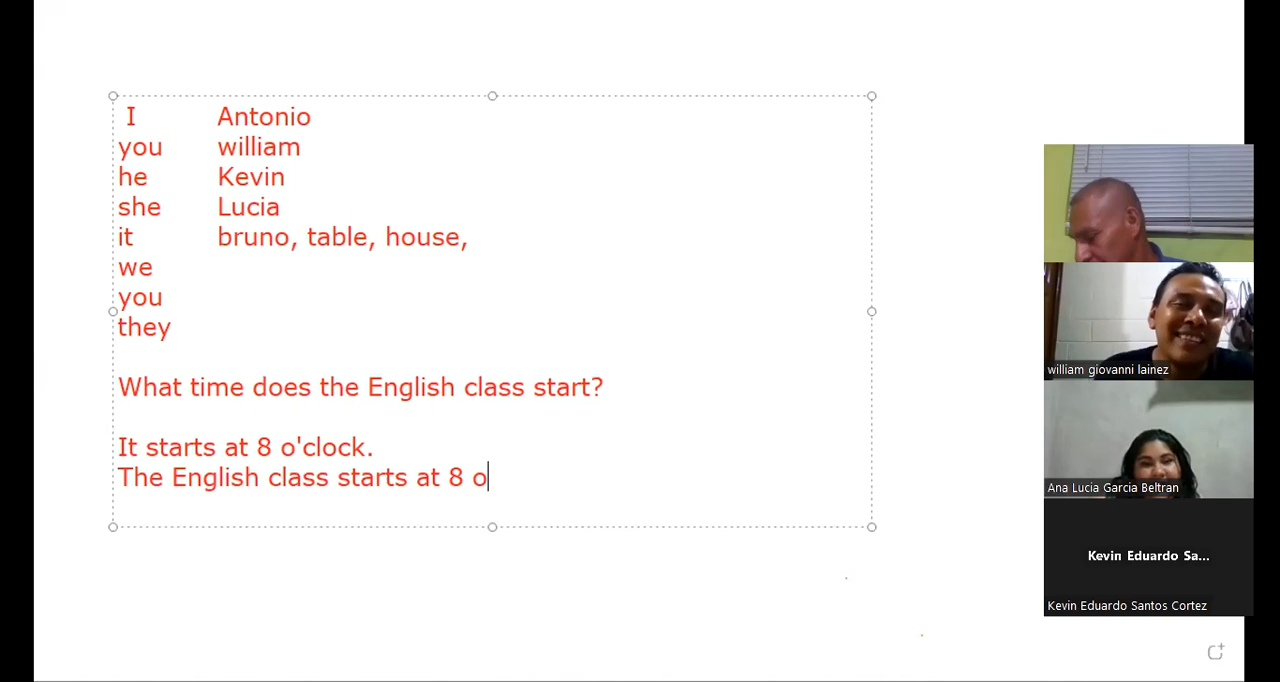 I Antonio
you william
he Kevin
she Lucia
it bruno, table, house,
we
you
they
What time does the English class start?
It starts at 8 o'clock.
The English class starts at 8 o
william giovanni lainez
Ana Lucia Garcia Beltran
Kevin Eduardo Sa...
Kevin Eduardo Santos Cortez